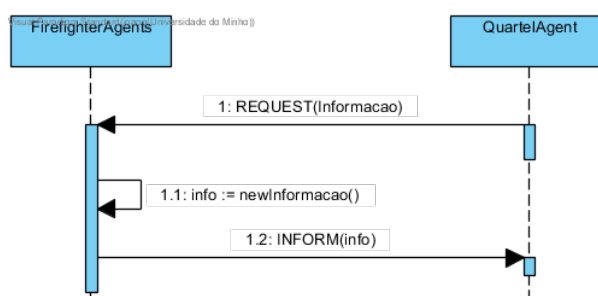 FirefighterAgents
QuartelAgent
1: REQUEST(Informacao)
1.1: info := newInformacao()
1.2: INFORM(info)